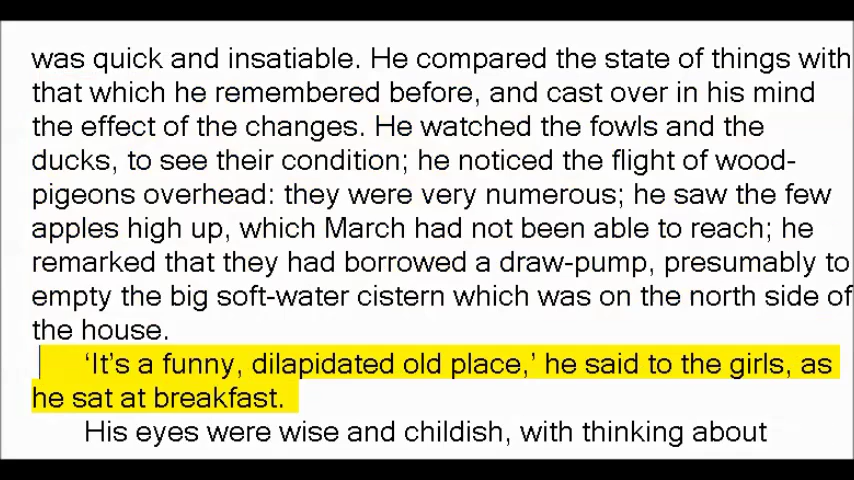 was quick and insatiable. He compared the state of things with
that which he remembered before, and cast over in his mind
the effect of the changes. He watched the fowls and the
ducks, to see their condition; he noticed the flight of wood-
pigeons overhead: they were very numerous; he saw the few
apples high up, which March had not been able to reach; he
remarked that they had borrowed a draw-pump, presumably to
empty the big soft-water cistern which was on the north side of
the house.
‘It’s a funny, dilapidated old place,’ he said to the girls, as
he sat at breakfast.
His eyes were wise and childish, with thinking about